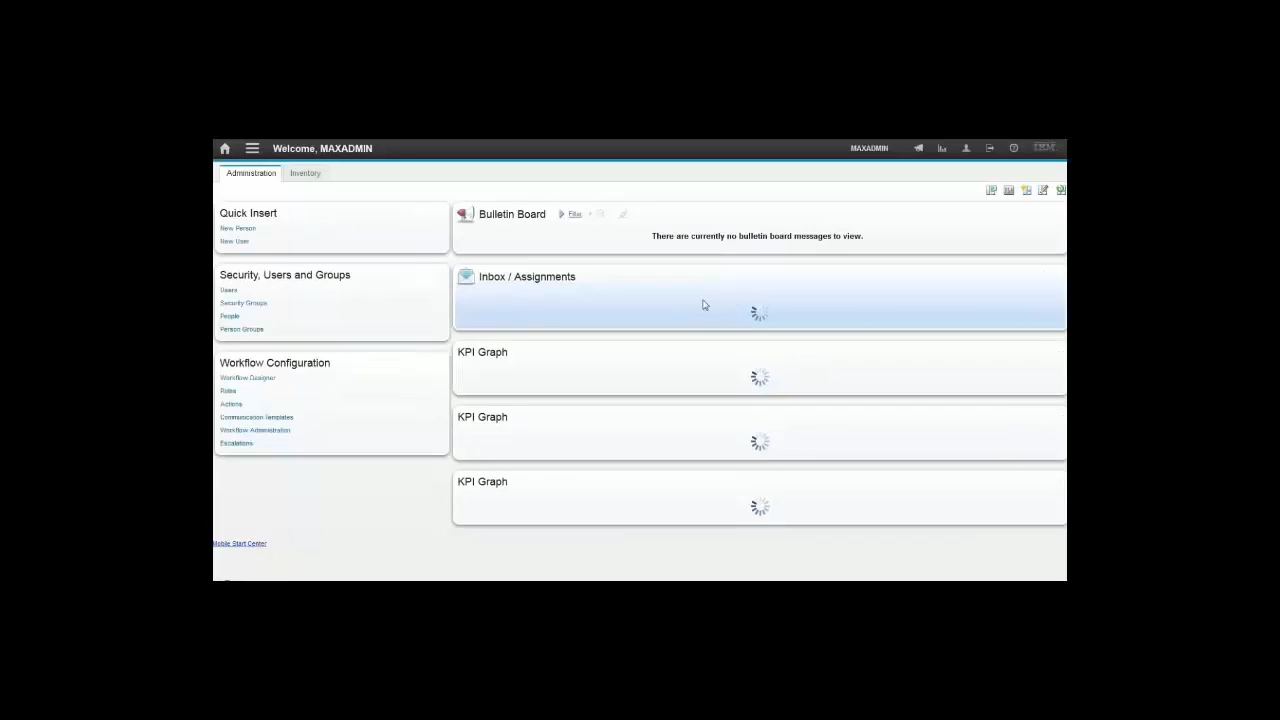 Welcome, MAXADMIN
MAXADMIN
IBM
Administration
Inventory
Quick Insert
New Person
New User
Security, Users and Groups
Users
Security Groups
People
Person Groups
Workflow Configuration
Workflow Designer
Roles
Actions
Communication Templates
Workflow Administration
Escalations
Mobile Start Center
Bulletin Board
Filter
There are currently no bulletin board messages to view.
Inbox / Assignments
KPI Graph
KPI Graph
KPI Graph